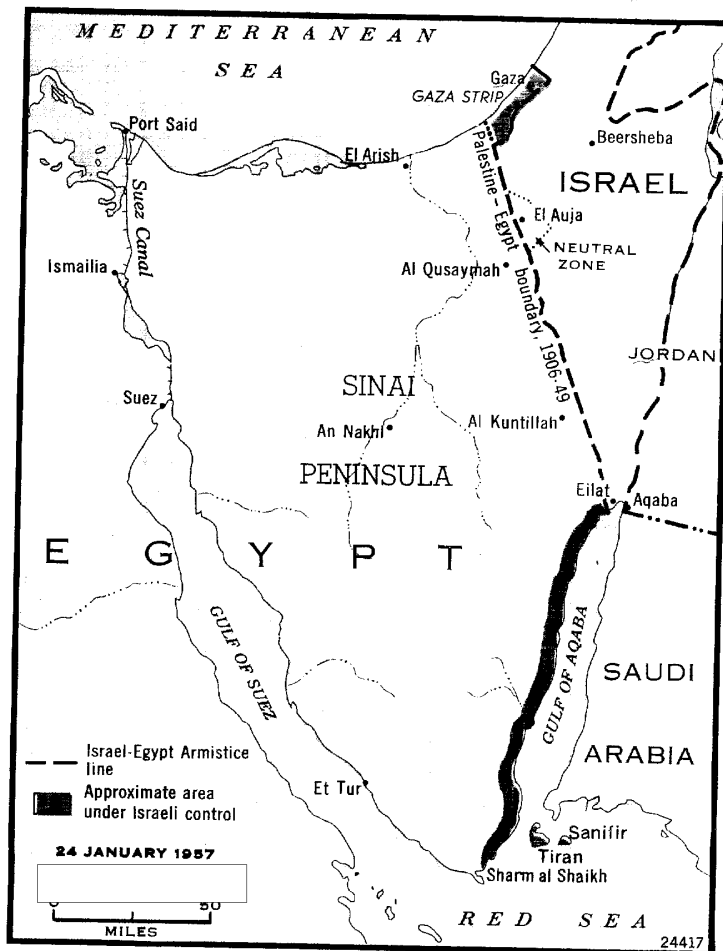 MEDITERRANEAN
SEA
Gaza
GAZA STRIP
Port Said
Beersheba
El Arish
ISRAEL
Suez Canal
Palestine - Egypt boundary, 1906-49
El Auja
NEUTRAL
ZONE
Ismailia
Al Qusaymah
JORDAN
SINAI
Suez
An Nakhl
Al Kuntillah
PENINSULA
Eilat
Aqaba
EGYPT
GULF OF SUEZ
GULF OF AQABA
SAUDI
ARABIA
Israel-Egypt Armistice
line
Approximate area
under Israeli control
Et Tur
24 JANUARY 1957
Sanifir
Tiran
Sharm al Shaikh
0 50
MILES
RED SEA
24417